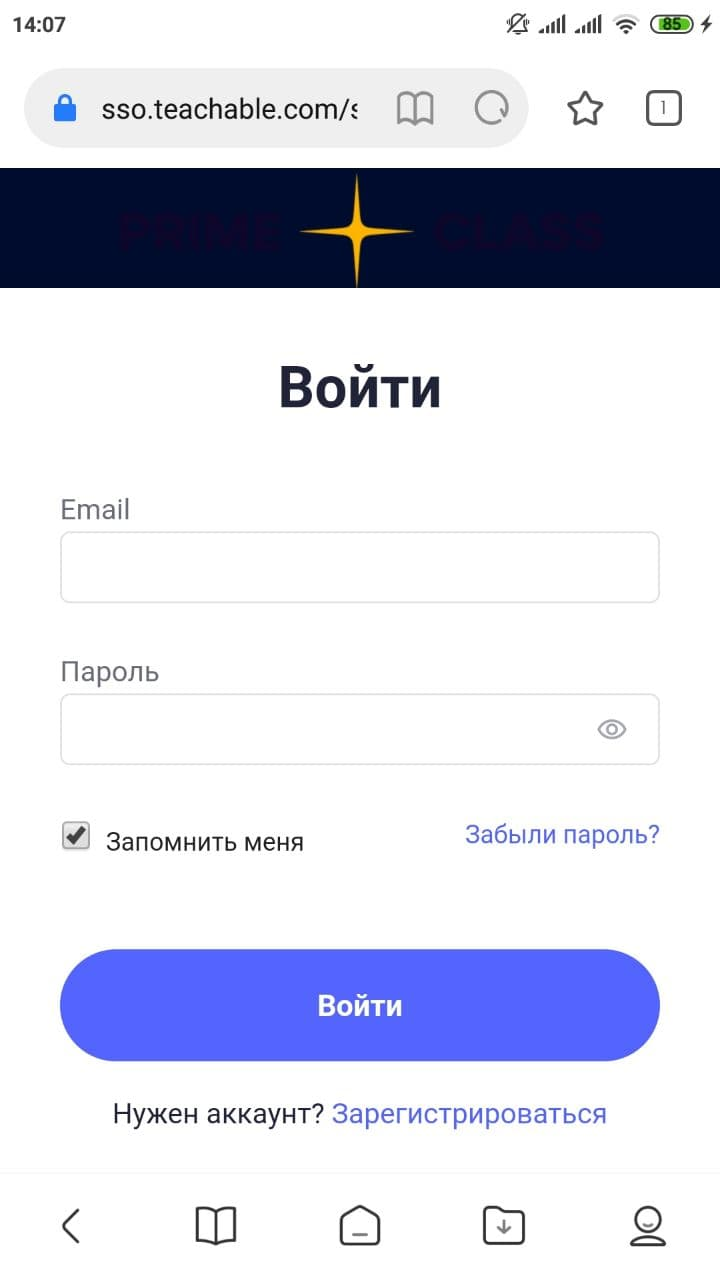 14:07
85
sso.teachable.com/s
1
PRIME CLASS
Войти
Email
Пароль
Запомнить меня
Забыли пароль?
Войти
Нужен аккаунт? Зарегистрироваться